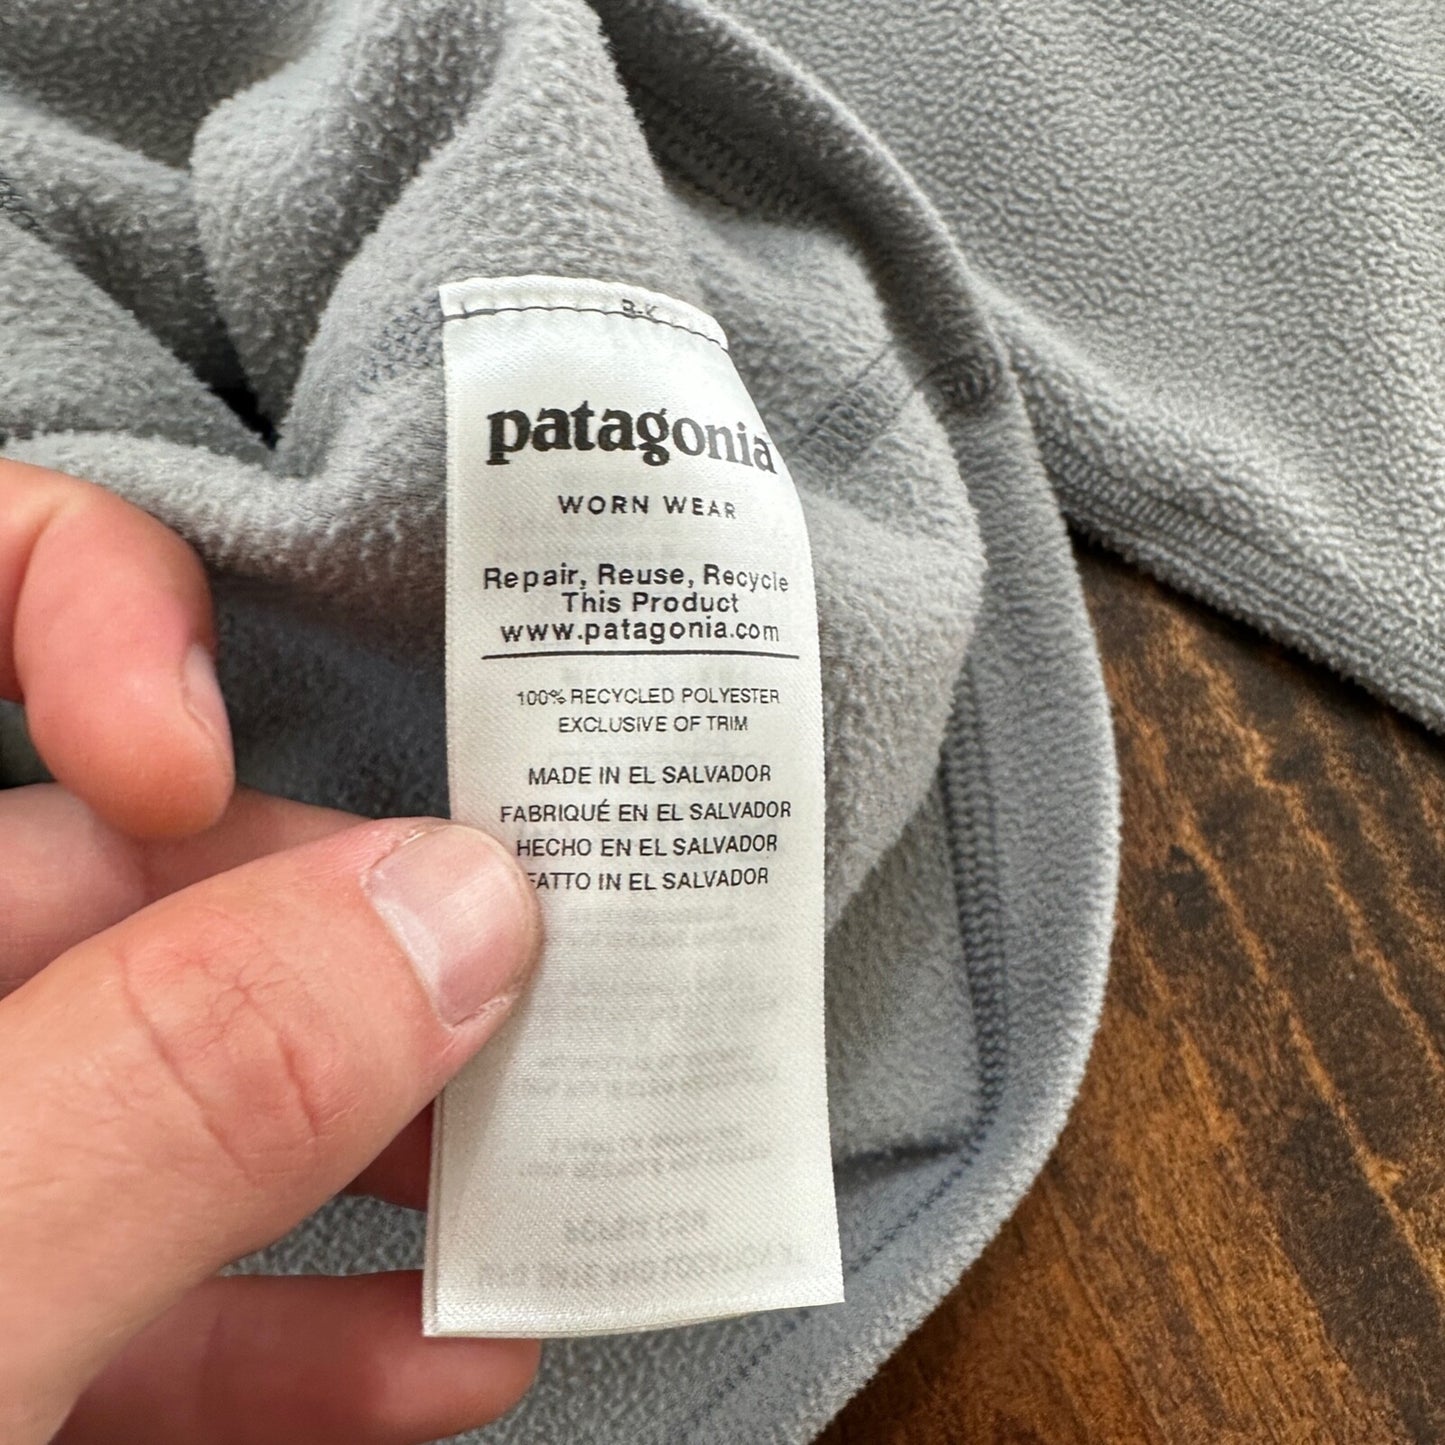 R-K
patagonia
WORN WEAR
Repair, Reuse, Recycle
This Product
www.patagonia.com
100% RECYCLED POLYESTER
EXCLUSIVE OF TRIM
MADE IN EL SALVADOR
FABRIQUÉ EN EL SALVADOR
HECHO EN EL SALVADOR
FATTO IN EL SALVADOR